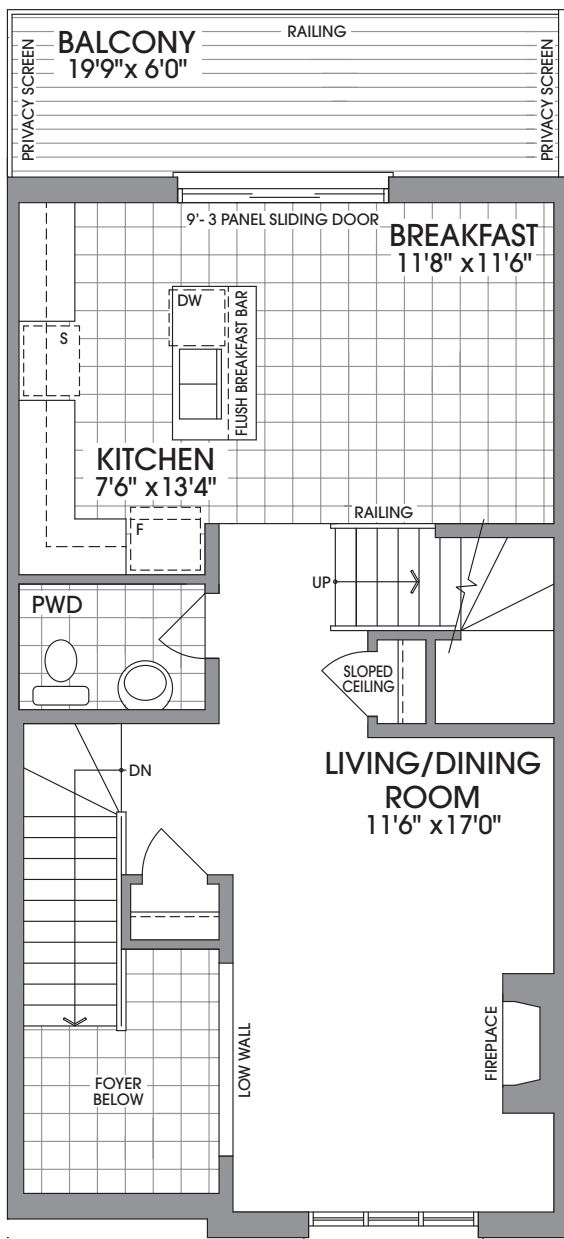 RAILING
BALCONY
19'9"x 6'0"
PRIVACY SCREEN
PRIVACY SCREEN
9'- 3 PANEL SLIDING DOOR
BREAKFAST
11'8" x11'6"
DW
S
FLUSH BREAKFAST BAR
KITCHEN
7'6" x13'4"
F
RAILING
UP
PWD
SLOPED
CEILING
DN
LIVING/DINING
ROOM
11'6" x17'0"
FIREPLACE
LOW WALL
FOYER
BELOW